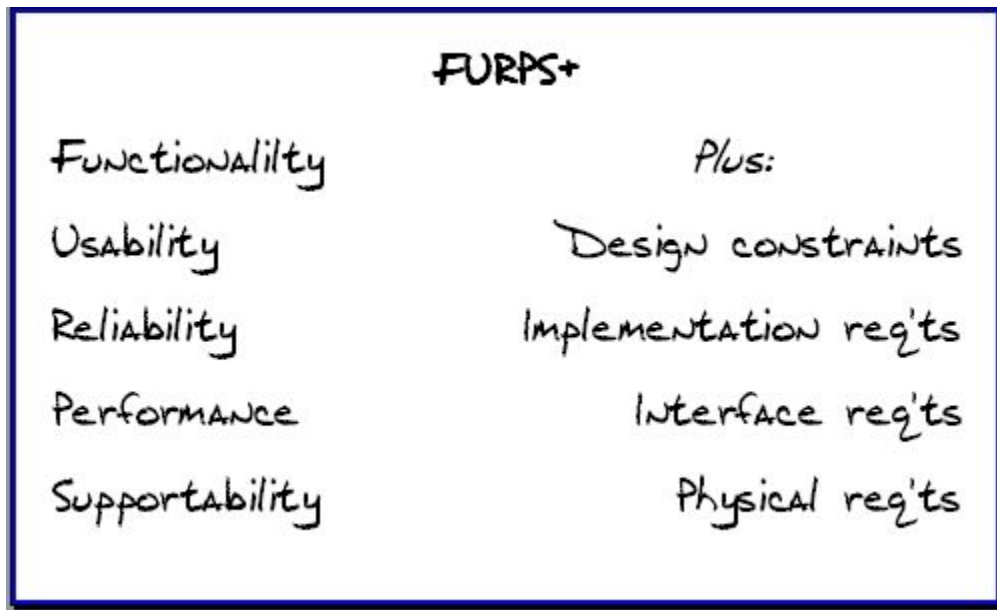 FURPS+
Functionalilty
Plus:
Usability
Design constraints
Reliability
Implementation req'ts
Performance
Interface req'ts
Supportability
Physical req'ts